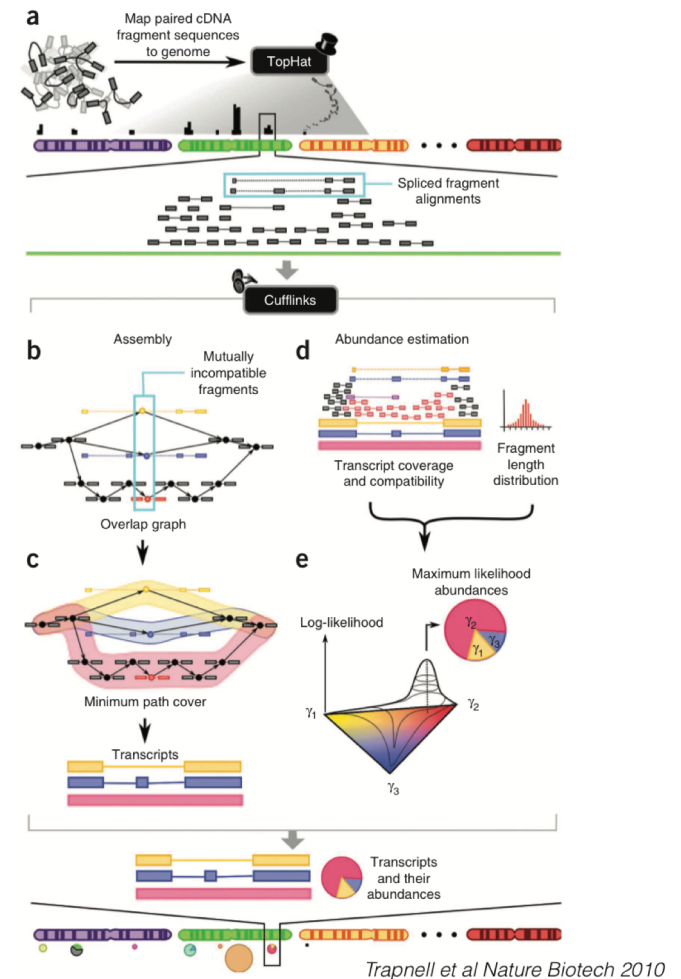 a
Map paired cDNA
fragment sequences
to genome
TopHat
Spliced fragment
alignments
Cufflinks
b
Assembly
Mutually
incompatible
fragments
Overlap graph
d
Abundance estimation
Transcript coverage
and compatibility
Fragment
length
distribution
c
Minimum path cover
Transcripts
e
Maximum likelihood
abundances
Log-likelihood
γ2
γ1
γ3
γ1
γ2
γ3
Transcripts
and their
abundances
Trapnell et al Nature Biotech 2010